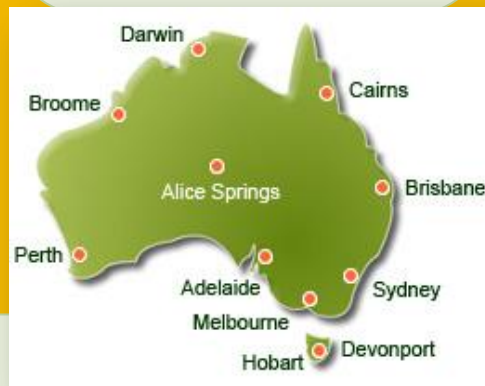 Darwin
Cairns
Broome
Alice Springs
Brisbane
Perth
Adelaide
Sydney
Melbourne
Devonport
Hobart